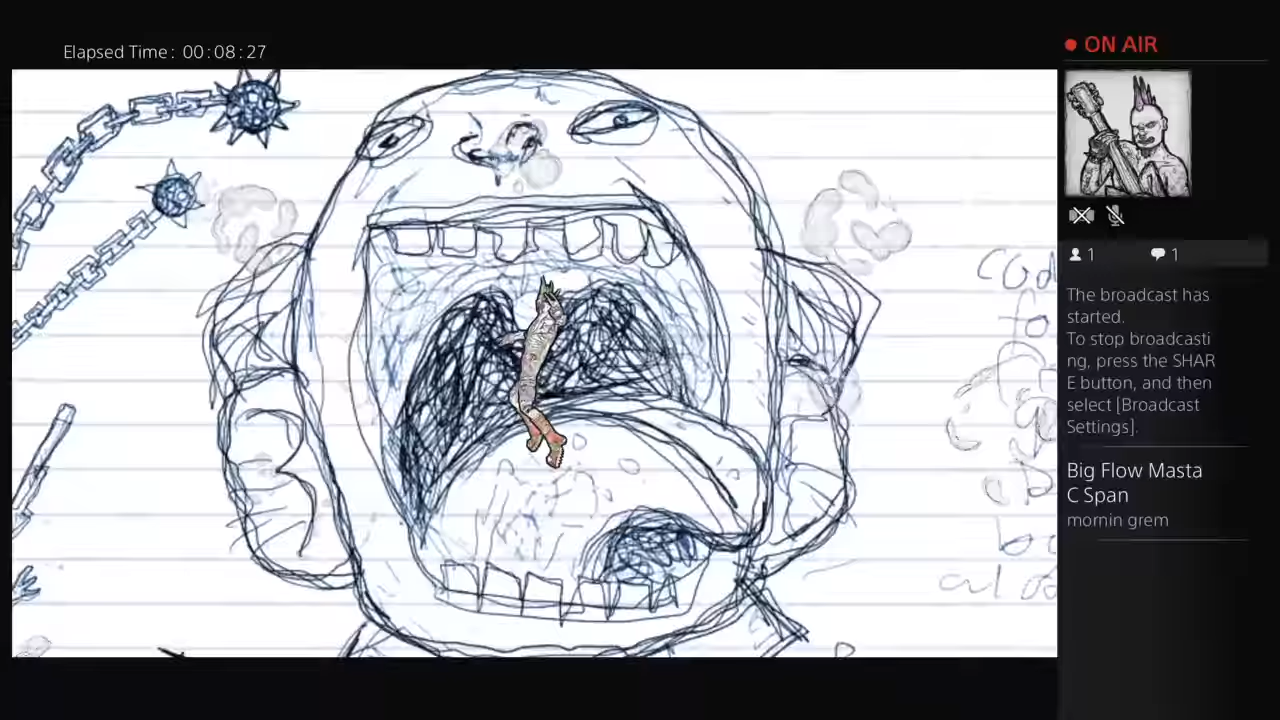 Elapsed Time: 00:08:27
ON AIR
1
1
The broadcast has
started.
To stop broadcasti
ng, press the SHAR
E button, and then
select [Broadcast
Settings].
Big Flow Masta
C Span
mornin grem